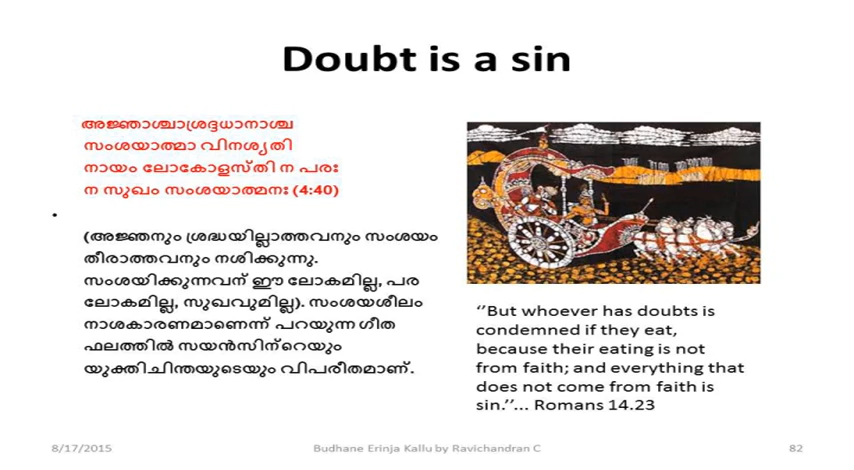 Doubt is a sin
അജ്ഞാശ്ചാശ്രദ്ദധാനാശ്ച
സംശയാത്മാ വിനശ്യതി
നായം ലോകോളസ്തി ന പരഃ
ന സുഖം സംശയാത്മനഃ (4:40)
(അജ്ഞനും ശ്രദ്ധയില്ലാത്തവനും സംശയം
തീരാത്തവനും നശിക്കുന്നു.
സംശയിക്കുന്നവന് ഈ ലോകമില്ല, പര
ലോകമില്ല, സുഖവുമില്ല). സംശയശീലം
നാശകാരണമാണെന്ന് പറയുന്ന ഗീത
ഫലത്തിൽ സയൻസിന്റെയും
യുക്തിചിന്തയുടെയും വിപരീതമാണ്.
‘‘But whoever has doubts is
condemned if they eat,
because their eating is not
from faith; and everything that
does not come from faith is
sin.’’... Romans 14.23
8/17/2015
Budhane Erinja Kallu by Ravichandran C
82